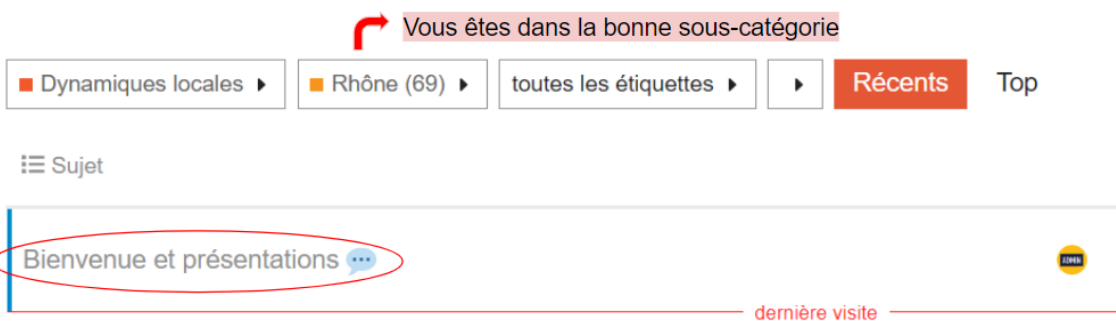 Vous êtes dans la bonne sous-catégorie
Dynamiques locales Rhône (69) toutes les étiquettes Récents Top
Sujet
Bienvenue et présentations
ADMIN
dernière visite